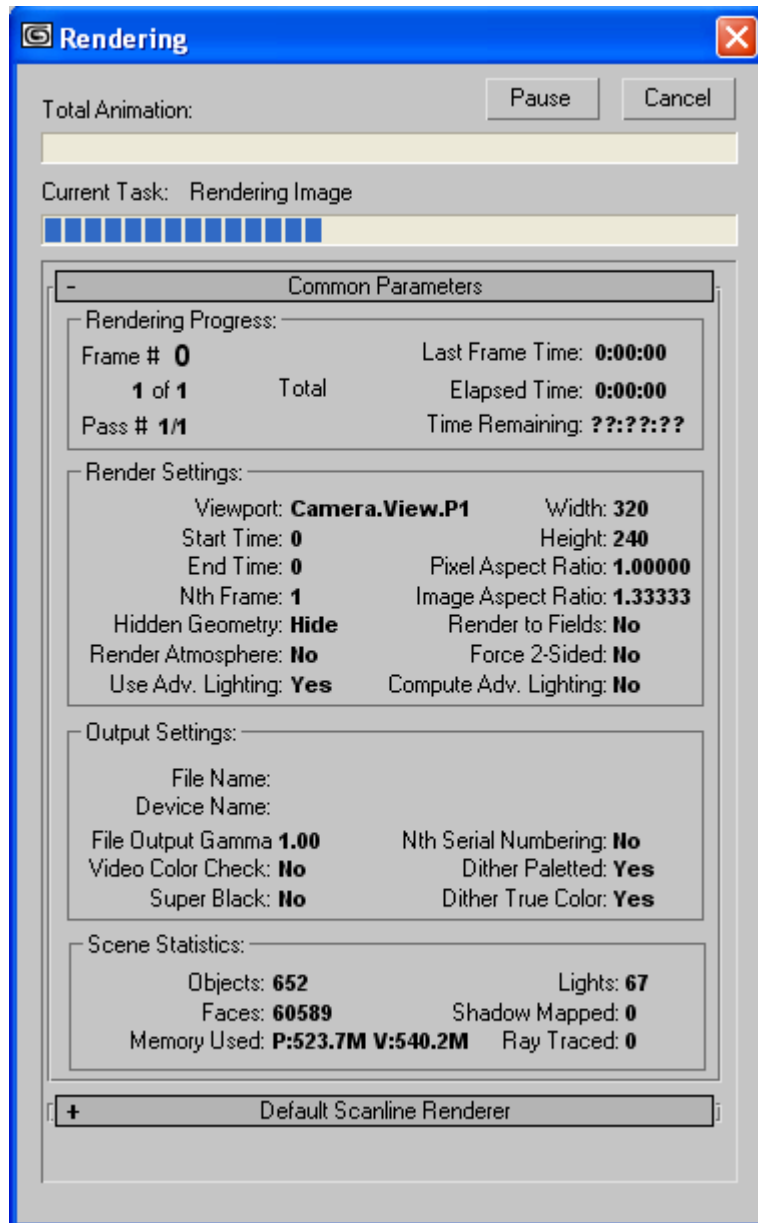 Rendering
Total Animation:
Pause
Cancel
Current Task: Rendering Image
- Common Parameters
Rendering Progress:
Frame # 0
Last Frame Time: 0:00:00
1 of 1 Total
Elapsed Time: 0:00:00
Pass # 1/1
Time Remaining: ??:??:??
Render Settings:
Viewport: Camera.View.P1
Width: 320
Start Time: 0
Height: 240
End Time: 0
Pixel Aspect Ratio: 1.00000
Nth Frame: 1
Image Aspect Ratio: 1.33333
Hidden Geometry: Hide
Render to Fields: No
Render Atmosphere: No
Force 2-Sided: No
Use Adv. Lighting: Yes
Compute Adv. Lighting: No
Output Settings:
File Name:
Device Name:
File Output Gamma 1.00
Nth Serial Numbering: No
Video Color Check: No
Dither Paletted: Yes
Super Black: No
Dither True Color: Yes
Scene Statistics:
Objects: 652
Lights: 67
Faces: 60589
Shadow Mapped: 0
Memory Used: P:523.7M V:540.2M
Ray Traced: 0
+ Default Scanline Renderer